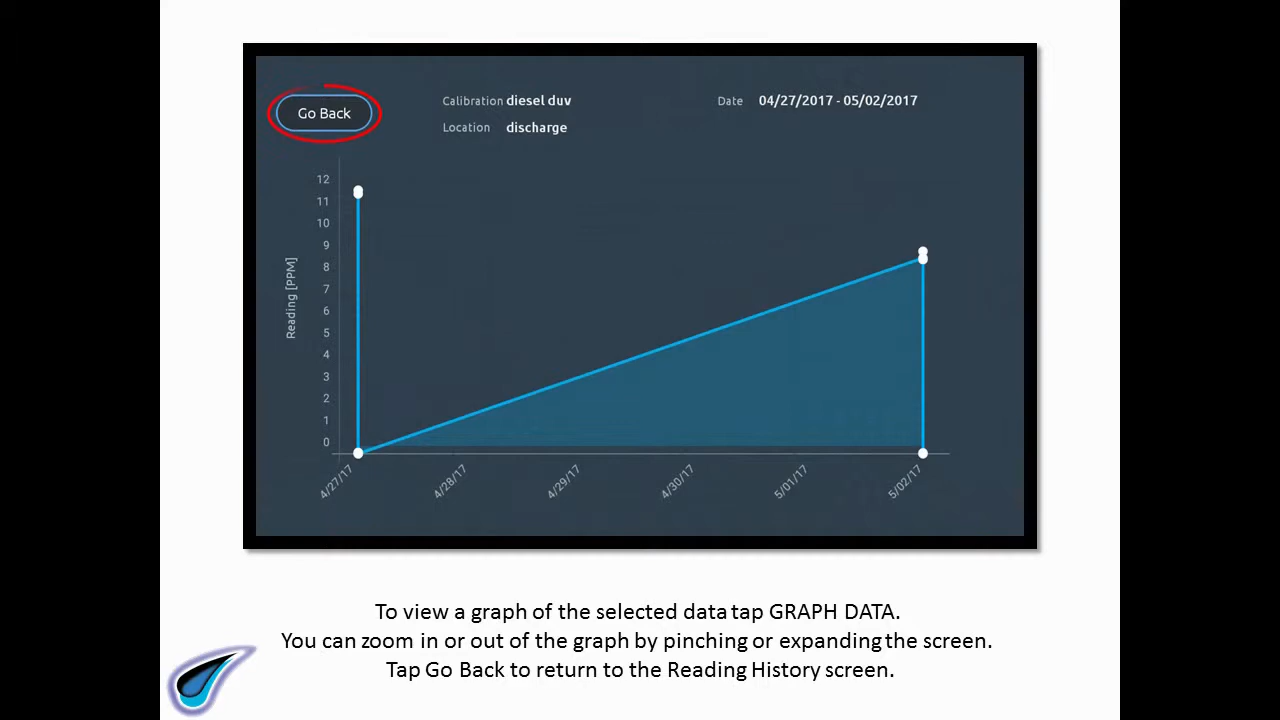 Go Back
Calibration diesel duv
Date 04/27/2017 - 05/02/2017
Location discharge
12
11
10
9
8
7
6
5
4
3
2
1
0
Reading [PPM]
4/27/17
4/28/17
4/29/17
4/30/17
5/01/17
5/02/17
To view a graph of the selected data tap GRAPH DATA.
You can zoom in or out of the graph by pinching or expanding the screen.
Tap Go Back to return to the Reading History screen.